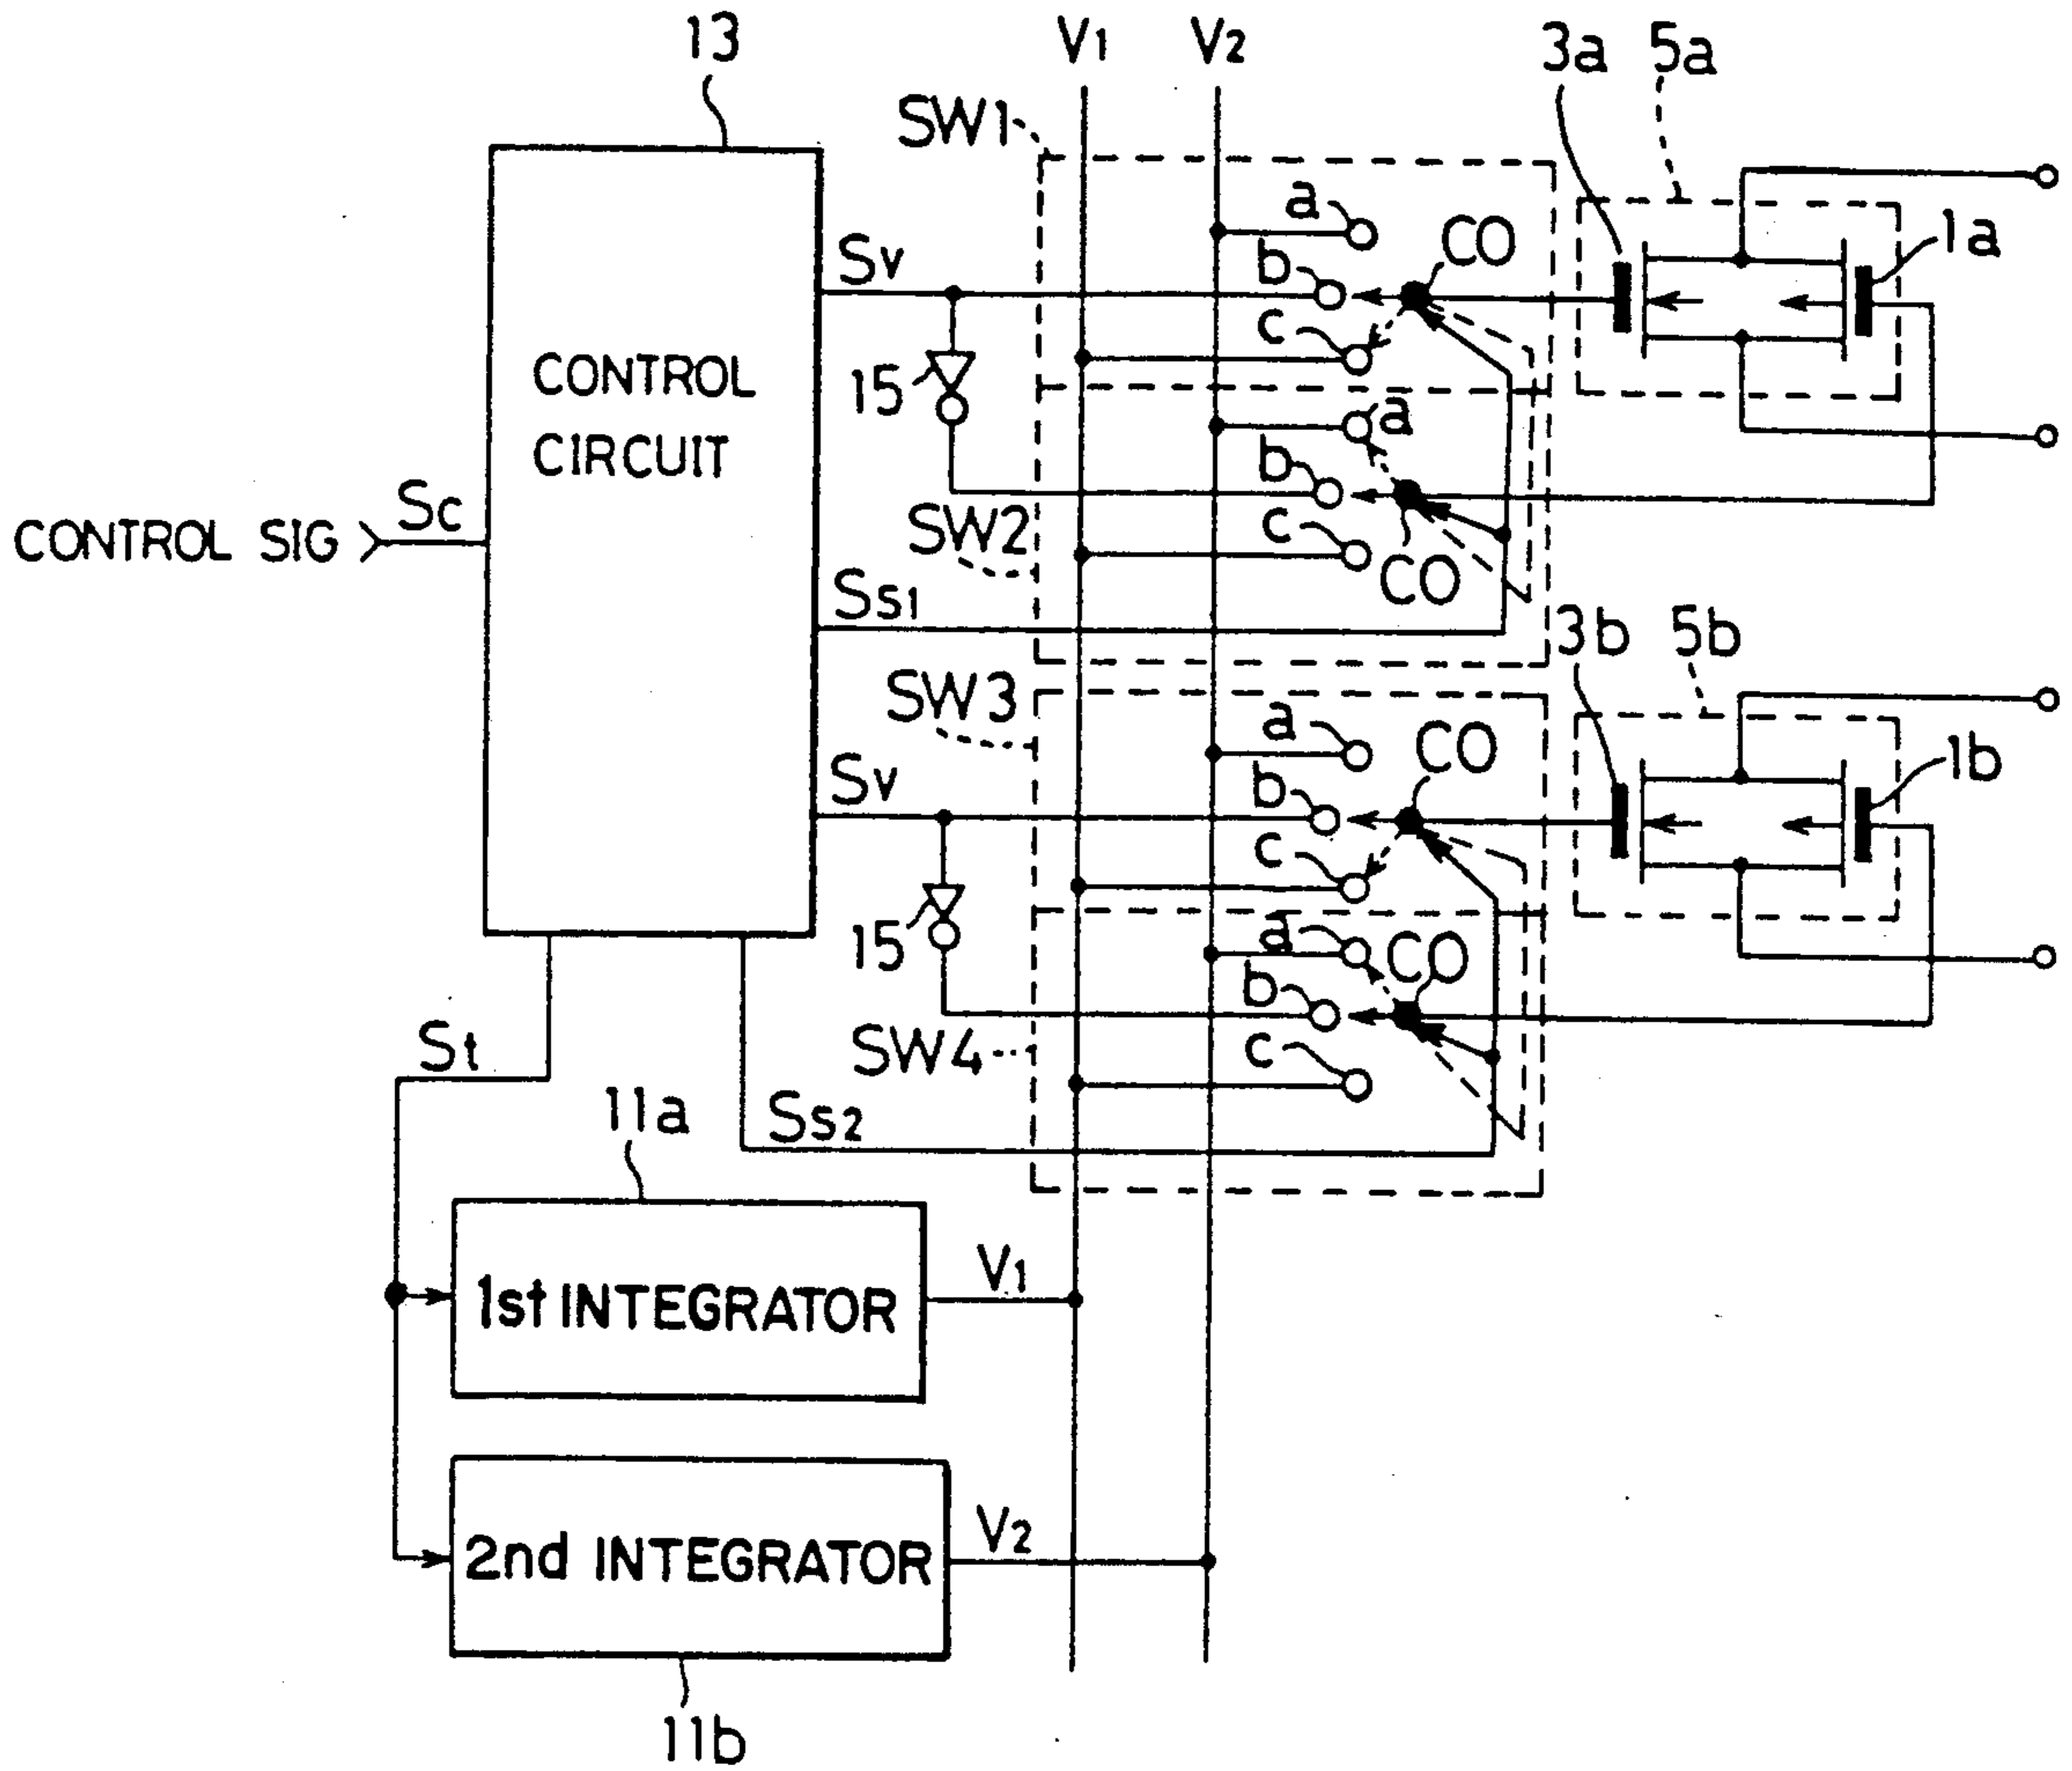 13
V1
V2
3a
5a
SW1
a
CO
1a
Sv
b
c
15
CONTROL
CIRCUIT
a
b
Sc
CONTROL SIG
SW2
c
CO
Ss1
3b
5b
SW3
a
CO
1b
Sv
b
c
15
a
CO
b
St
SW4
c
11a
Ss2
1st INTEGRATOR
V1
2nd INTEGRATOR
V2
11b